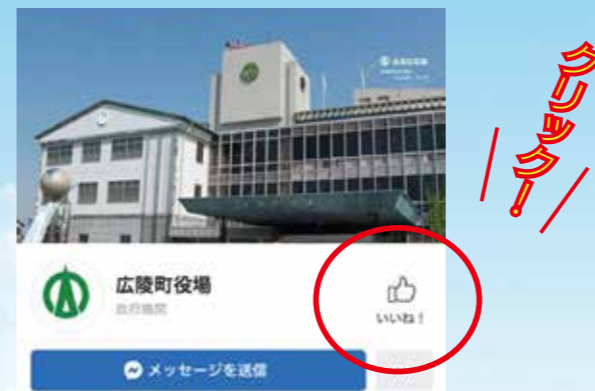 クリック！
広陵町役場
政府機関
いいね！
メッセージを送信